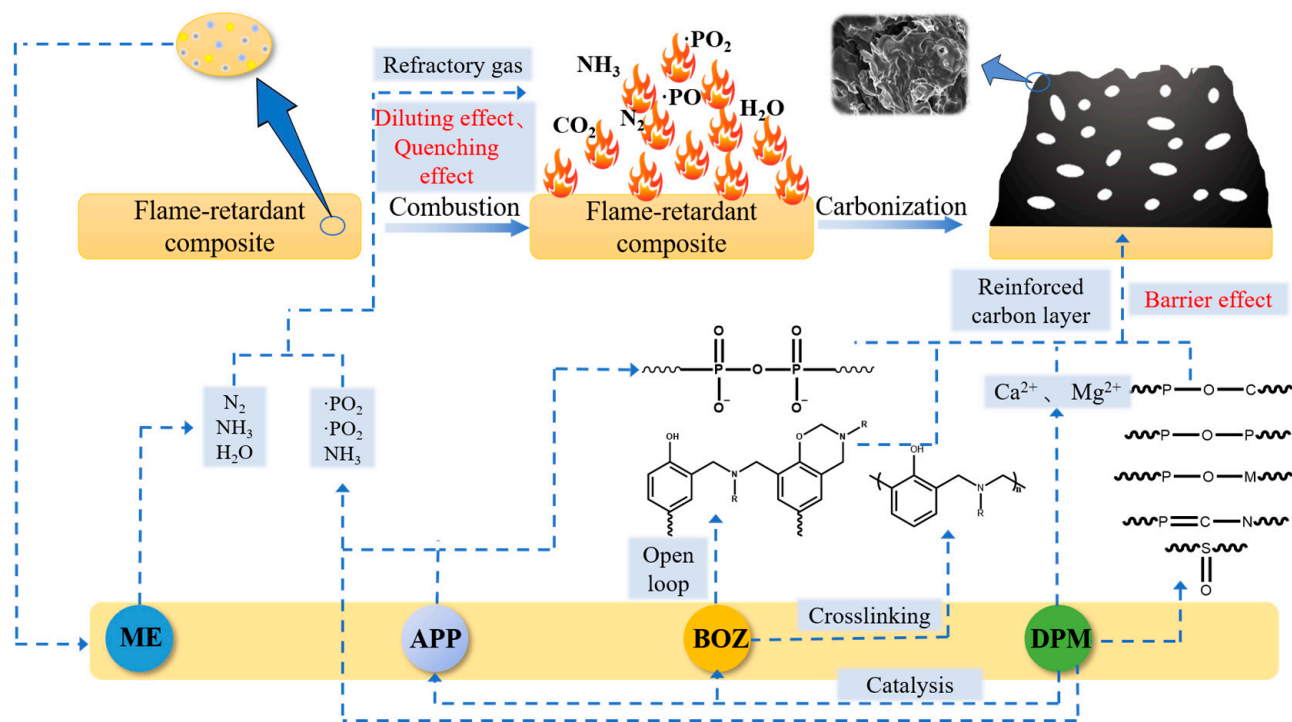 Refractory gas
Diluting effect、
Quenching
effect
·PO₂
NH₃
·PO
CO₂
N₂
H₂O
Flame-retardant
composite
Combustion
Flame-retardant
composite
Carbonization
Reinforced
carbon layer
Barrier effect
N₂
NH₃
H₂O
·PO₂
·PO₂
NH₃
O O
P O P
O⁻ O⁻
Ca²⁺ 、 Mg²⁺
P O C
P O P
P O M
P C N
S
O
OH
N
R
O
N
R
OH
N
R
n
Open
loop
Crosslinking
ME
APP
BOZ
DPM
Catalysis